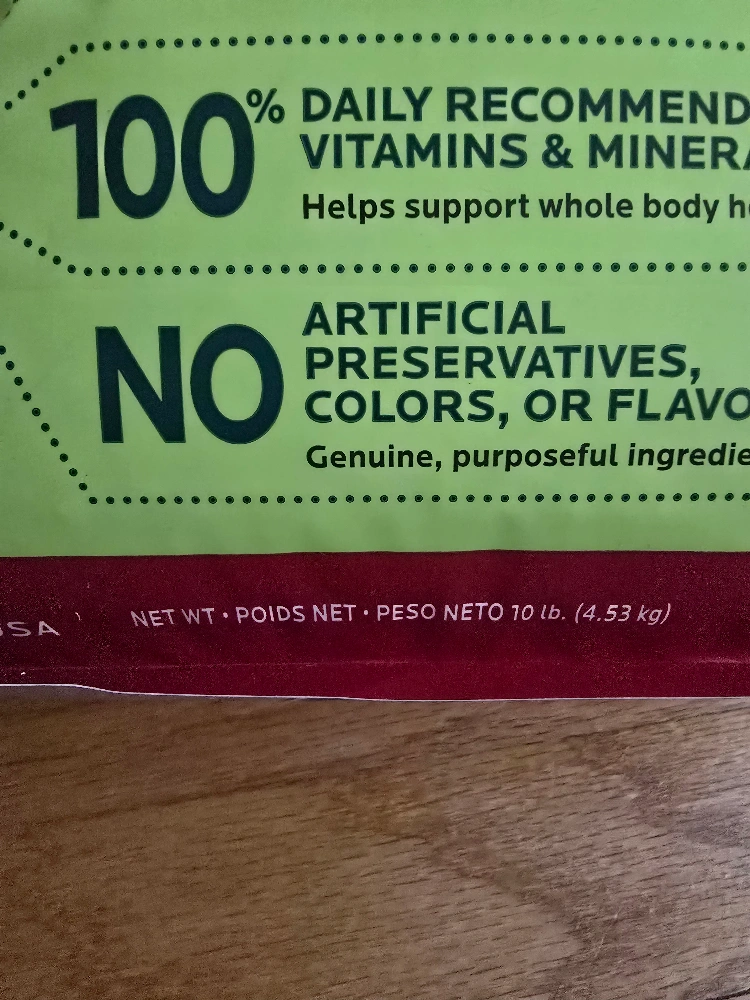 100% DAILY RECOMMEND
VITAMINS & MINERA
Helps support whole body h
NO ARTIFICIAL
PRESERVATIVES,
COLORS, OR FLAVO
Genuine, purposeful ingredie
SA NET WT • POIDS NET • PESO NETO 10 lb. (4.53 kg)